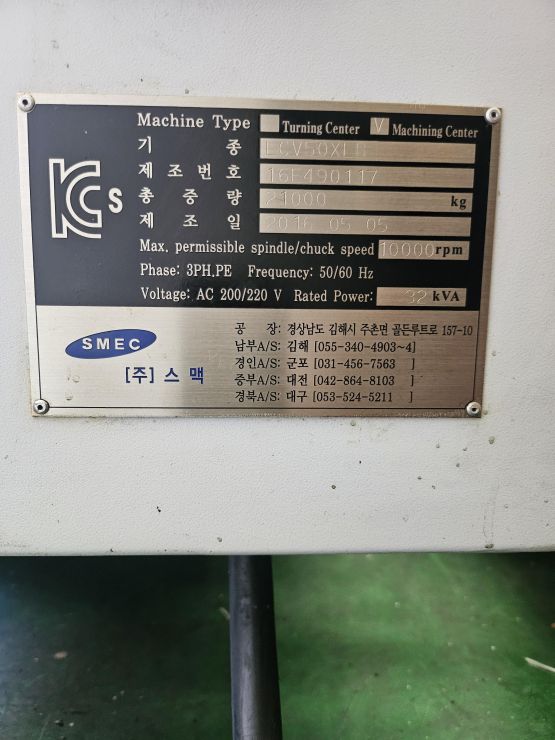 KCs
Machine Type Turning Center V Machining Center
기 종
제 조 번 호 16F490117
총 중 량 21000 kg
제 조 일 2016.05.05
Max. permissible spindle/chuck speed 10000rpm
Phase: 3PH.PE Frequency: 50/60 Hz
Voltage: AC 200/220 V Rated Power: 32 kVA
SMEC
[주] 스 맥
공 장: 경상남도 김해시 주촌면 골든루트로 157-10
남부A/S: 김해 [055-340-4903~4]
경인A/S: 군포 [031-456-7563 ]
중부A/S: 대전 [042-864-8103 ]
경북A/S: 대구 [053-524-5211 ]